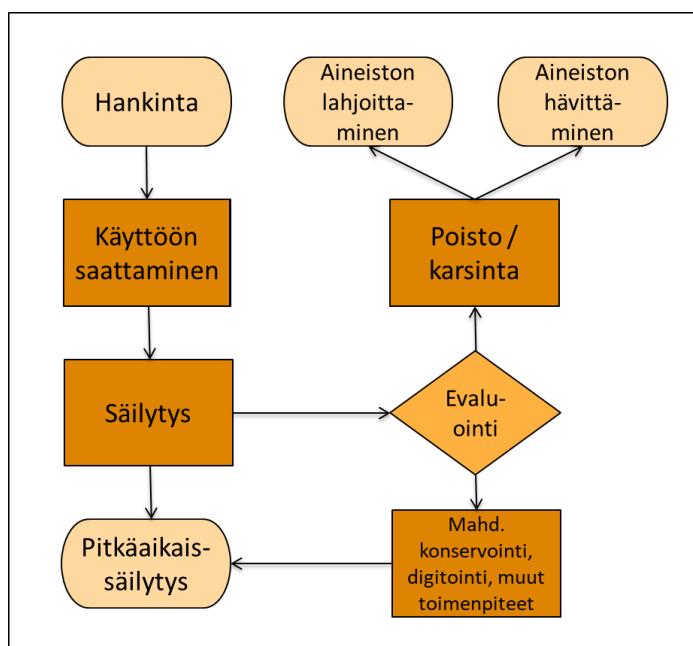 Hankinta
Aineiston
lahjoitta-
minen
Aineiston
hävittä-
minen
Käyttöön
saattaminen
Poisto /
karsinta
Säilytys
Evalu-
ointi
Pitkäaikais-
säilytys
Mahd.
konservointi,
digitointi, muut
toimenpiteet